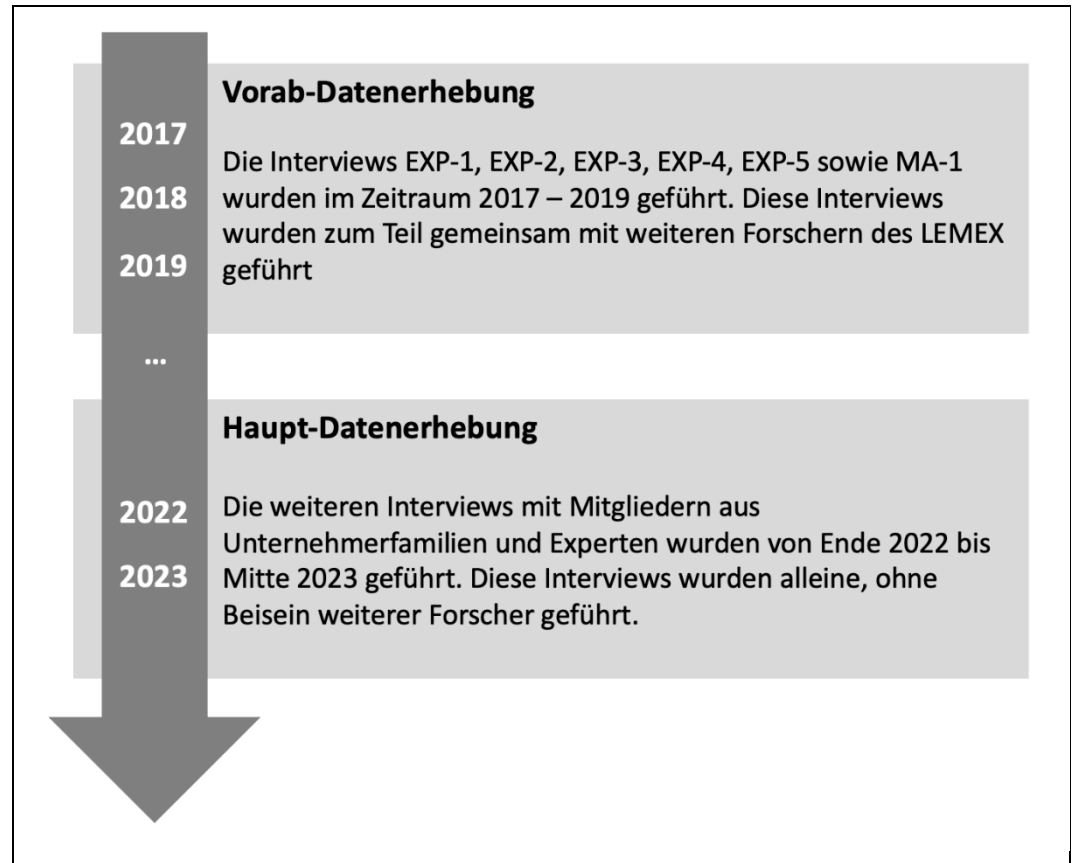 Vorab-Datenerhebung
2017
2018
2019
Die Interviews EXP-1, EXP-2, EXP-3, EXP-4, EXP-5 sowie MA-1
wurden im Zeitraum 2017 – 2019 geführt. Diese Interviews
wurden zum Teil gemeinsam mit weiteren Forschern des LEMEX
geführt
...
Haupt-Datenerhebung
2022
2023
Die weiteren Interviews mit Mitgliedern aus
Unternehmerfamilien und Experten wurden von Ende 2022 bis
Mitte 2023 geführt. Diese Interviews wurden alleine, ohne
Beisein weiterer Forscher geführt.